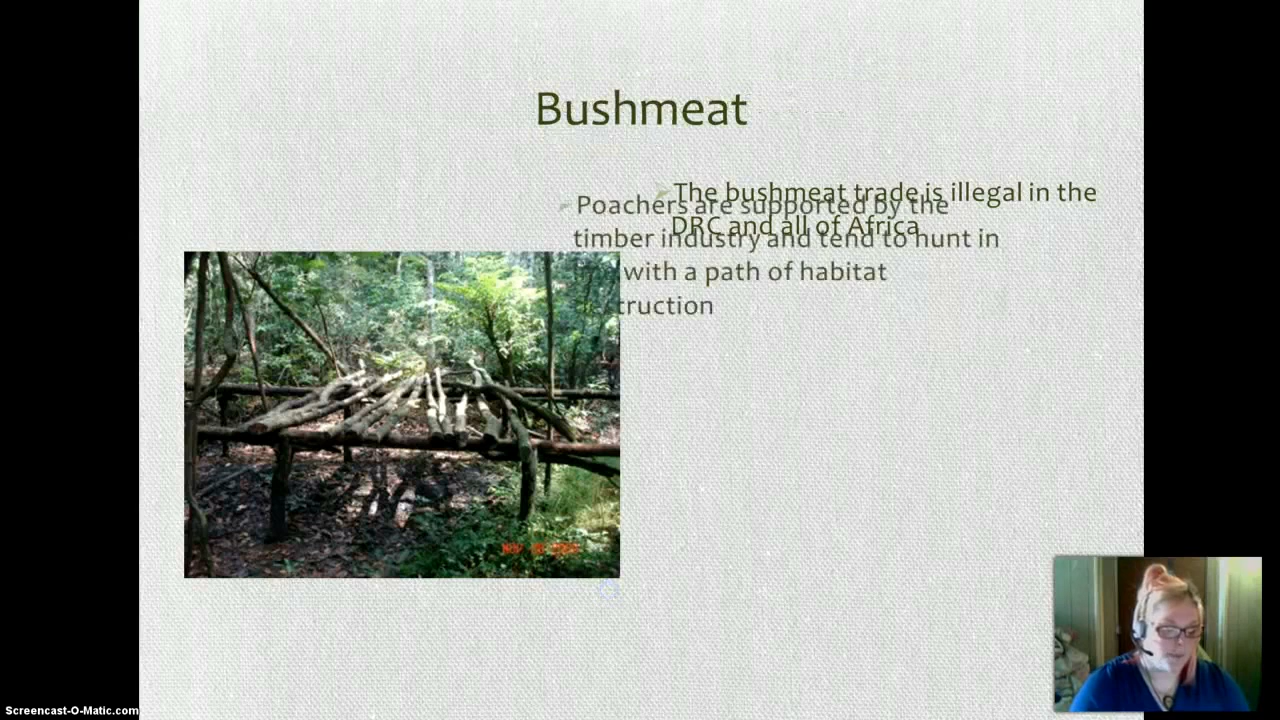 Bushmeat
The bushmeat trade is illegal in the
DRC and all of Africa
Poachers are supported by the
timber industry and tend to hunt in
with a path of habitat
Screencast-O-Matic.com